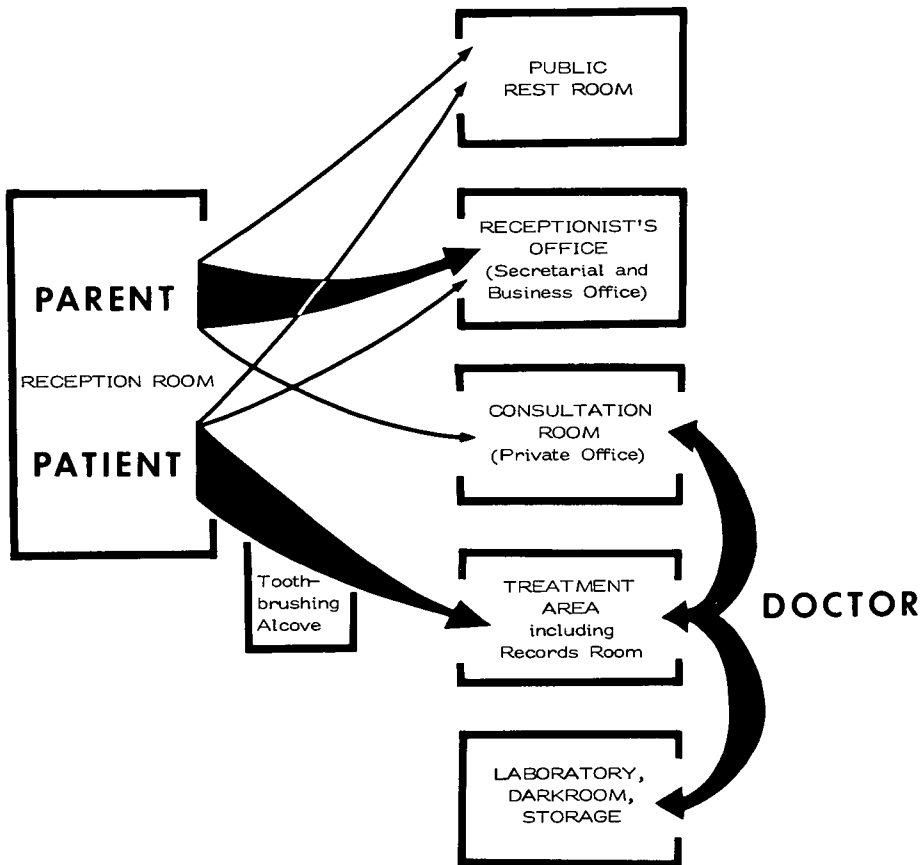 PUBLIC
REST ROOM
RECEPTIONIST'S
OFFICE
(Secretarial and
Business Office)
PARENT
RECEPTION ROOM
PATIENT
CONSULTATION
ROOM
(Private Office)
Tooth-
brushing
Alcove
TREATMENT
AREA
including
Records Room
DOCTOR
LABORATORY,
DARKROOM,
STORAGE